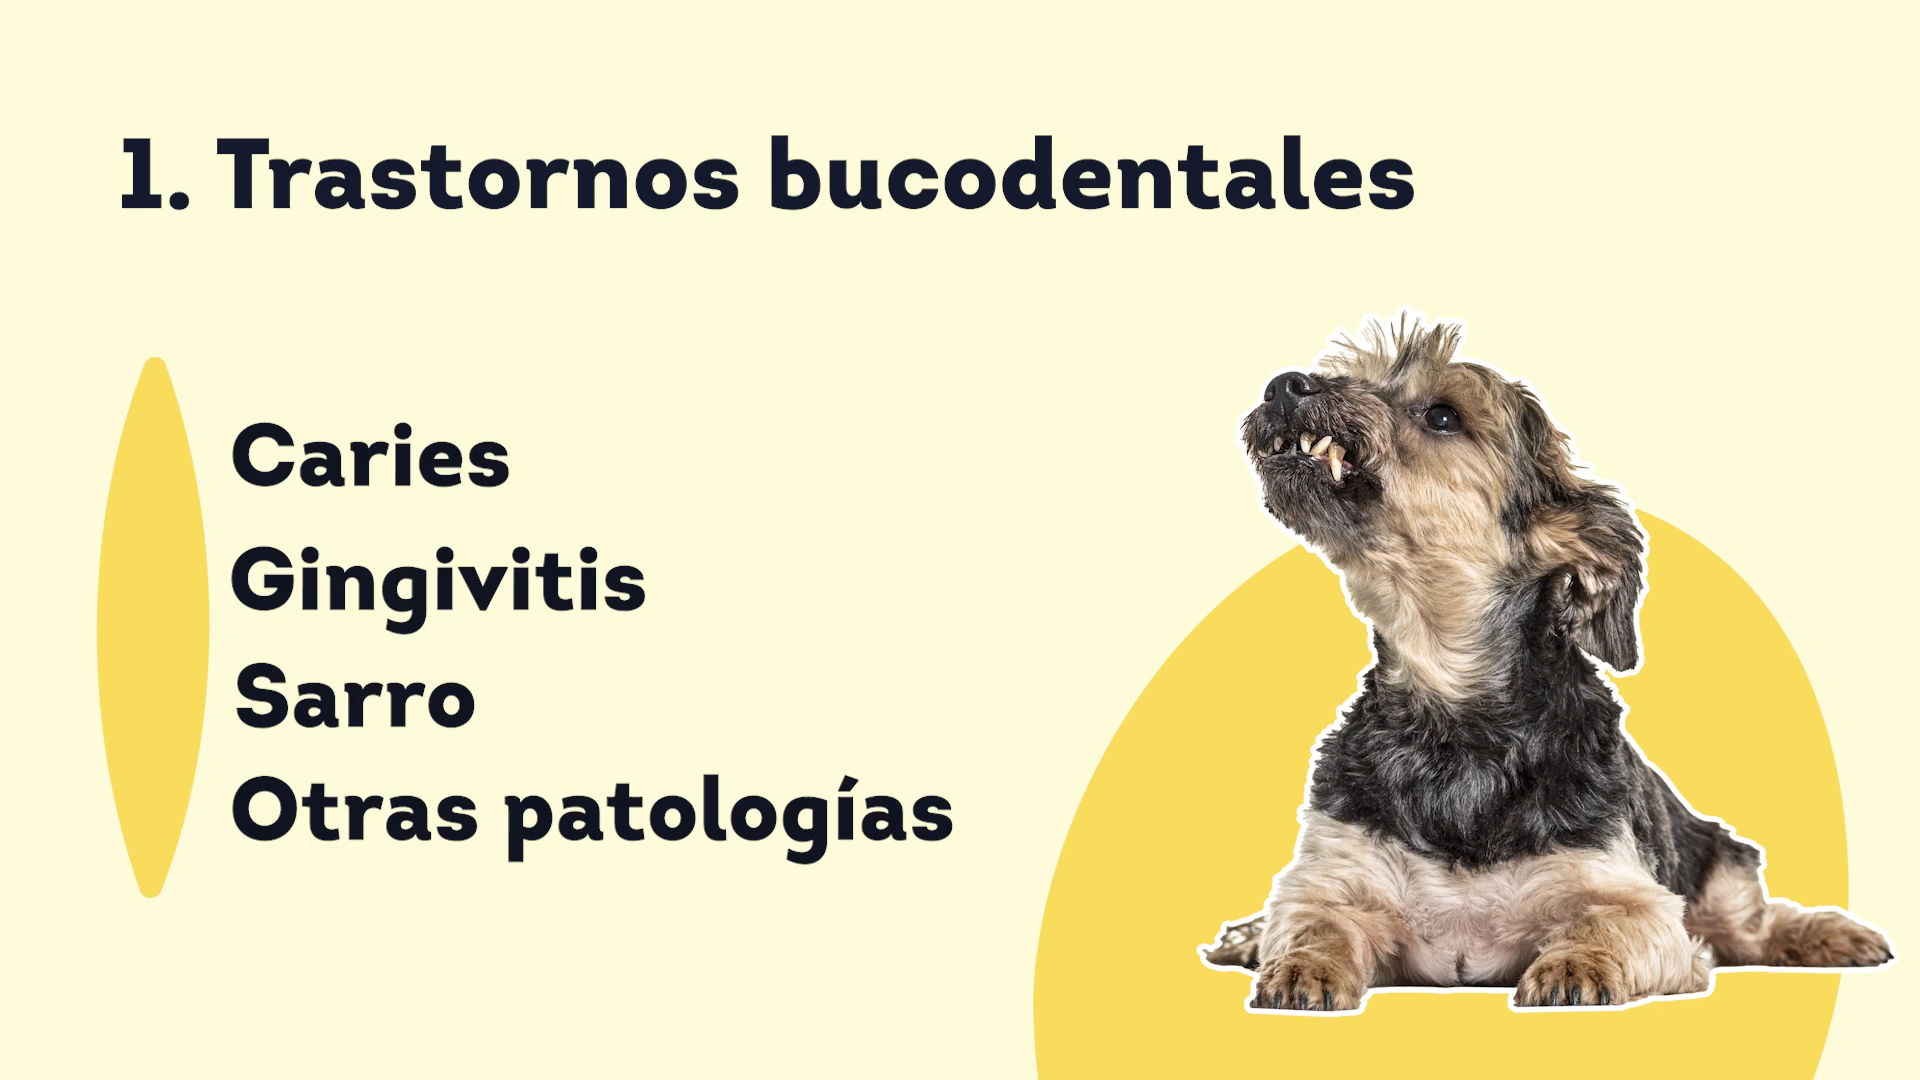 1. Trastornos bucodentales
Caries
Gingivitis
Sarro
Otras patologías